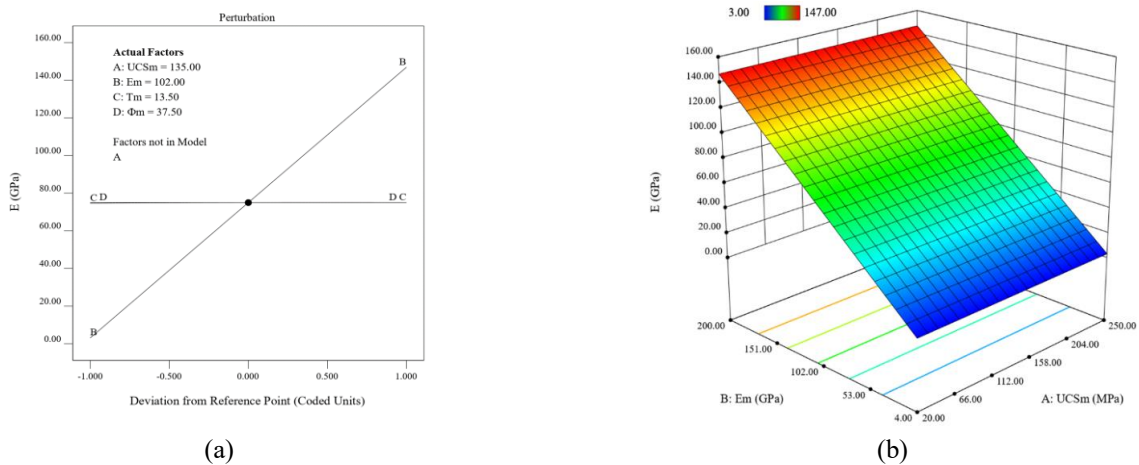 Perturbation
160.00
140.00
120.00
100.00
80.00
60.00
40.00
20.00
0.00
E (GPa)
Actual Factors
A: UCSm = 135.00
B: Em = 102.00
C: Tm = 13.50
D: Φm = 37.50
Factors not in Model
A
B
C D
D C
B
-1.000
-0.500
0.000
0.500
1.000
Deviation from Reference Point (Coded Units)
(a)
3.00
147.00
160.00
140.00
120.00
100.00
80.00
60.00
40.00
20.00
0.00
E (GPa)
200.00
151.00
102.00
53.00
4.00
B: Em (GPa)
20.00
66.00
112.00
158.00
204.00
250.00
A: UCSm (MPa)
(b)